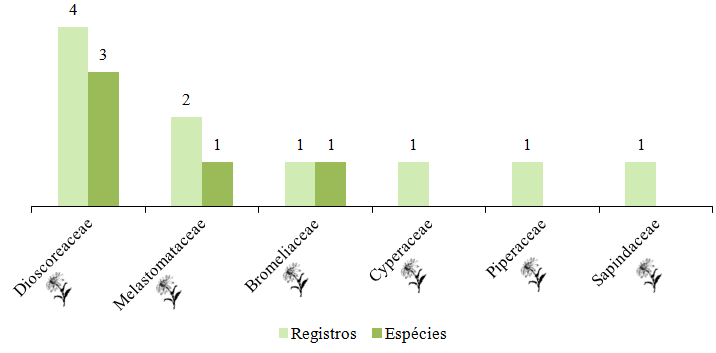 4
3
2
1
1
1
1
1
1
Dioscoreaceae
Melastomataceae
Bromeliaceae
Cyperaceae
Piperaceae
Sapindaceae
Registros Espécies